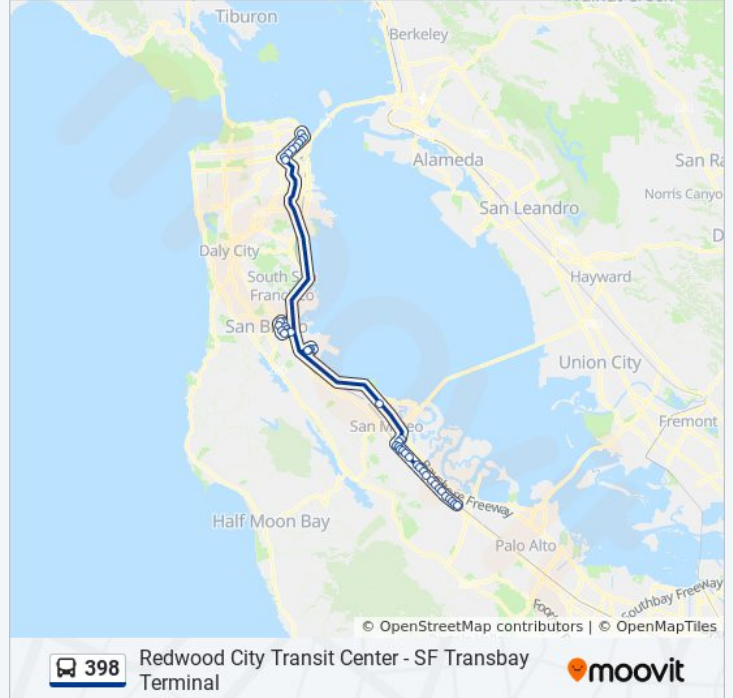 Tiburon
Berkeley
Alameda
San Ra
Norris Canyo
San Leandro
D
Daly City
South S
Francisco
Hayward
San Bruno
Union City
San Mateo
Fremont
Bayshore Freeway
Half Moon Bay
Palo Alto
Southbay Freeway
Foo
© OpenStreetMap contributors | © OpenMapTiles
398
Redwood City Transit Center - SF Transbay
Terminal
moovit